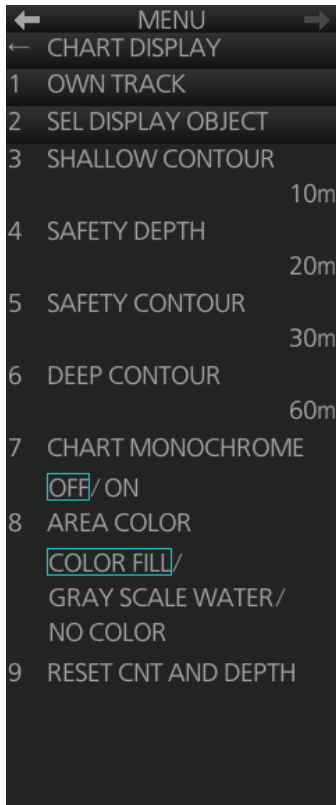 ← MENU →
← CHART DISPLAY
1 OWN TRACK
2 SEL DISPLAY OBJECT
3 SHALLOW CONTOUR
10m
4 SAFETY DEPTH
20m
5 SAFETY CONTOUR
30m
6 DEEP CONTOUR
60m
7 CHART MONOCHROME
OFF/ ON
8 AREA COLOR
COLOR FILL/
GRAY SCALE WATER/
NO COLOR
9 RESET CNT AND DEPTH